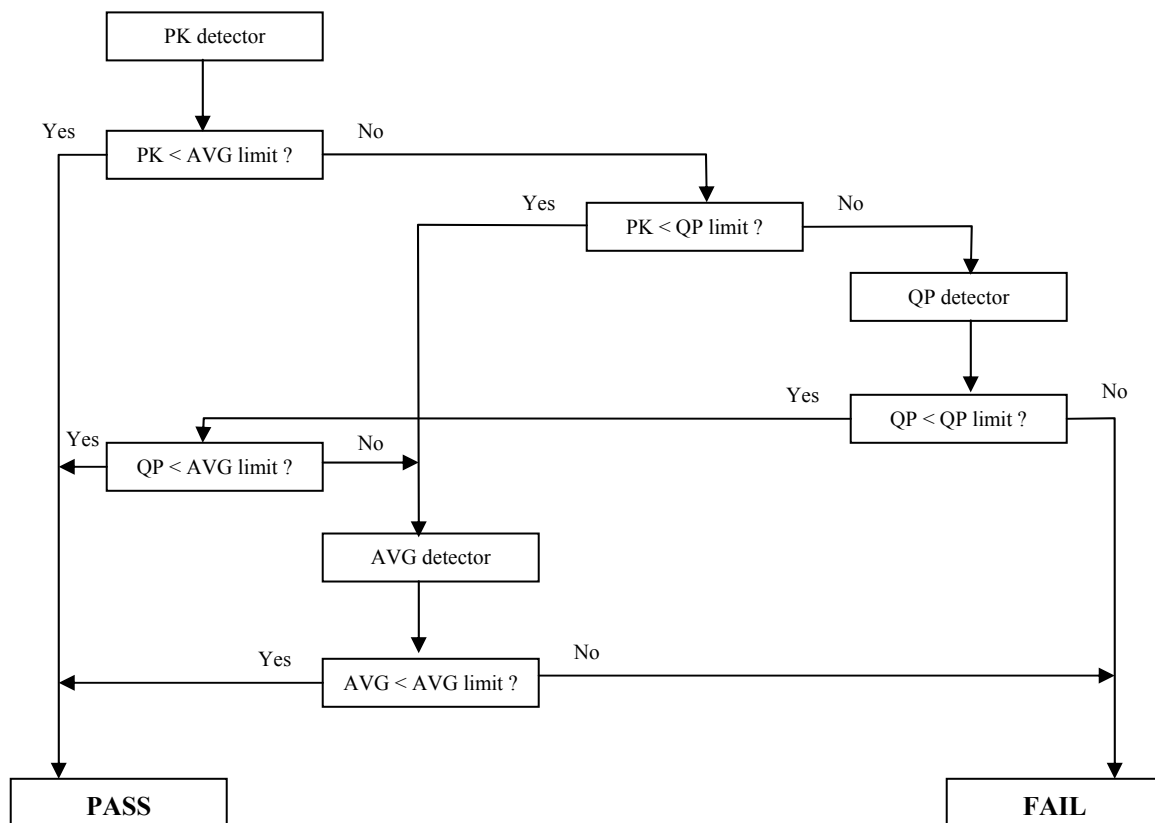 PK detector
Yes
No
PK < AVG limit ?
Yes
No
PK < QP limit ?
QP detector
Yes
No
QP < QP limit ?
Yes
No
QP < AVG limit ?
AVG detector
Yes
No
AVG < AVG limit ?
PASS
FAIL